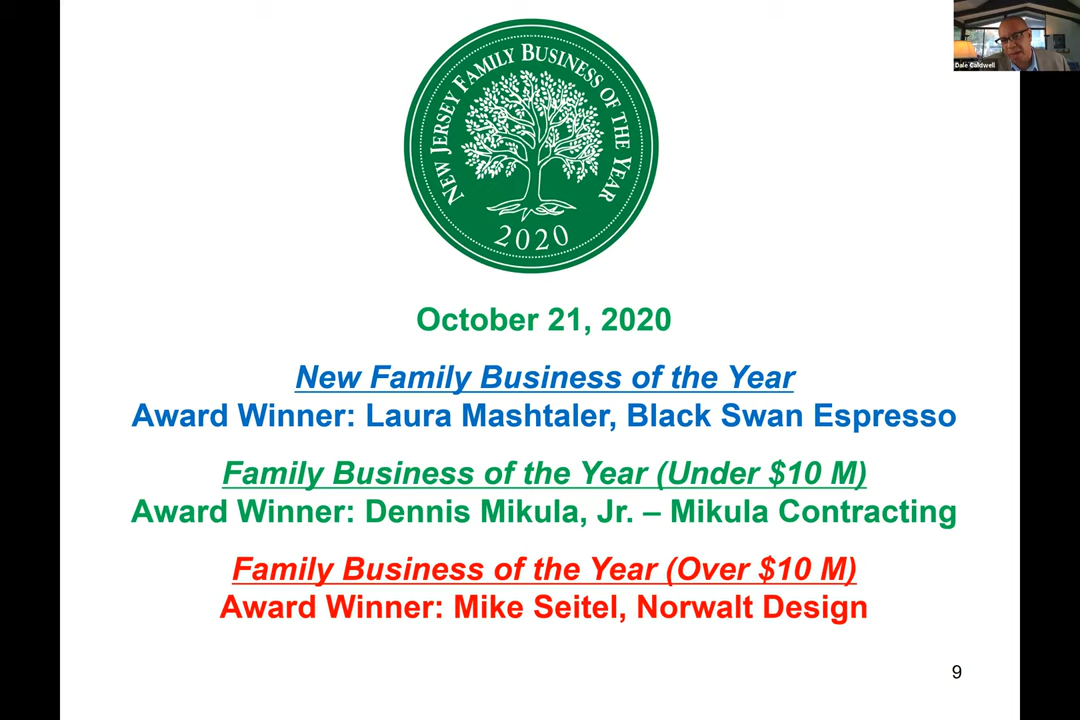 NEW JERSEY FAMILY BUSINESS OF THE YEAR
2020
Dale Caldwell
October 21, 2020
New Family Business of the Year
Award Winner: Laura Mashtaler, Black Swan Espresso
Family Business of the Year (Under $10 M)
Award Winner: Dennis Mikula, Jr. – Mikula Contracting
Family Business of the Year (Over $10 M)
Award Winner: Mike Seitel, Norwalt Design
9